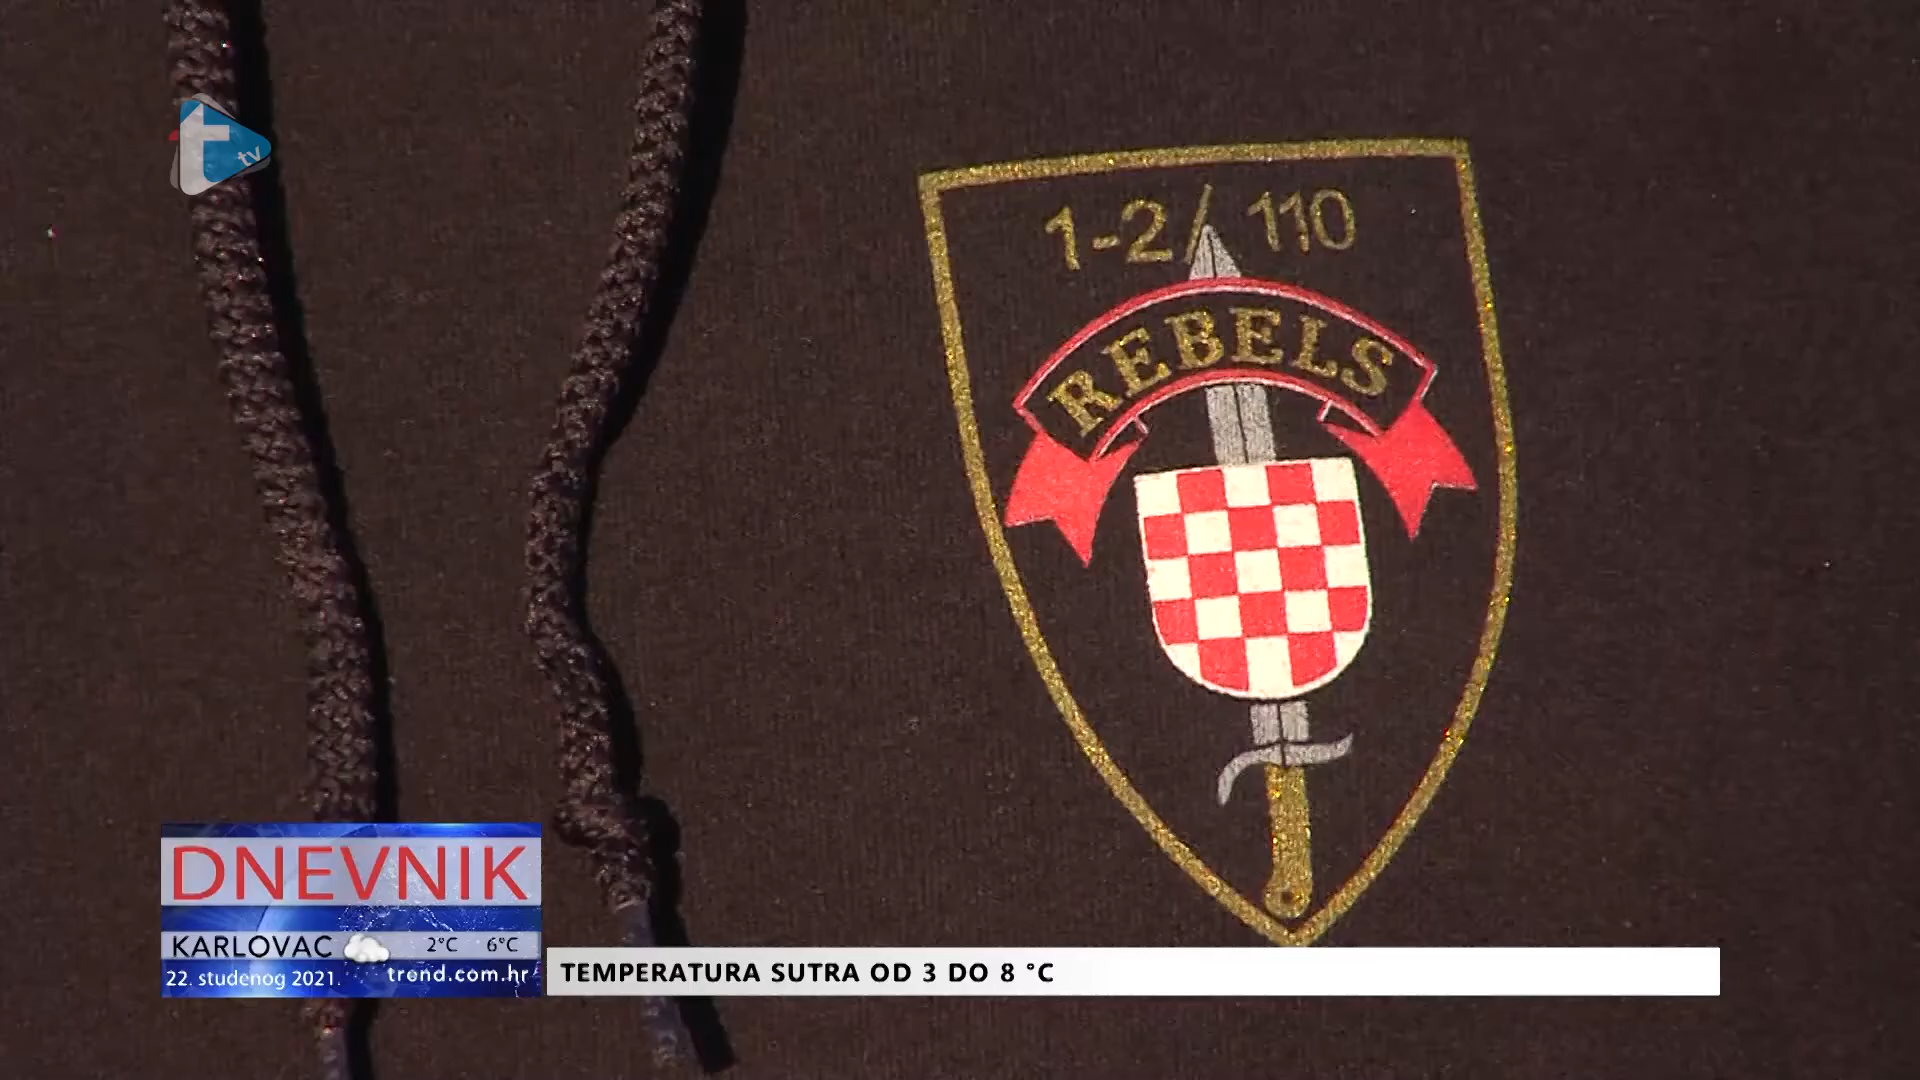 t tv
1-2/110
REBELS
DNEVNIK
KARLOVAC 2°C 6°C
22. studenog 2021. trend.com.hr
TEMPERATURA SUTRA OD 3 DO 8 °C